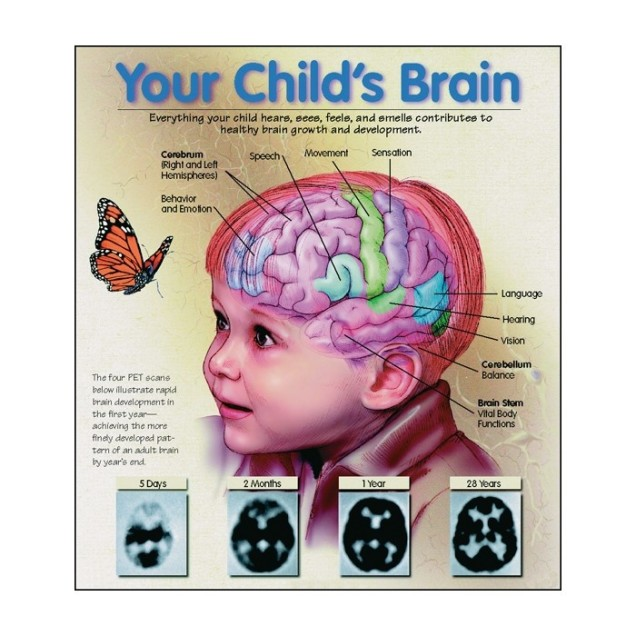 Your Child's Brain
Everything your child hears, sees, feels, and smells contributes to
healthy brain growth and development.
Cerebrum
(Right and Left
Hemispheres)
Speech
Movement
Sensation
Behavior
and Emotion
Language
Hearing
Vision
Cerebellum
Balance
Brain Stem
Vital Body
Functions
The four PET scans
below illustrate rapid
brain development in
the first year—
achieving the more
finely developed pat-
tern of an adult brain
by year's end.
5 Days
2 Months
1 Year
28 Years